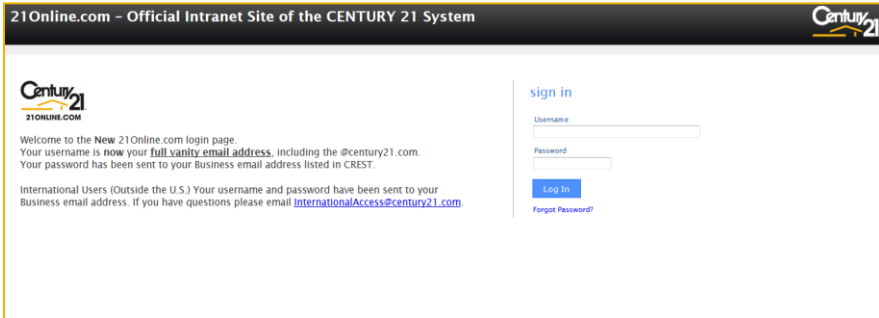 21Online.com – Official Intranet Site of the CENTURY 21 System
Century 21
Century 21
21ONLINE.COM
Welcome to the New 21Online.com login page.
Your username is now your full vanity email address, including the @century21.com.
Your password has been sent to your Business email address listed in CREST.
International Users (Outside the U.S.) Your username and password have been sent to your
Business email address. If you have questions please email InternationalAccess@century21.com.
sign in
Username
Password
Log In
Forgot Password?